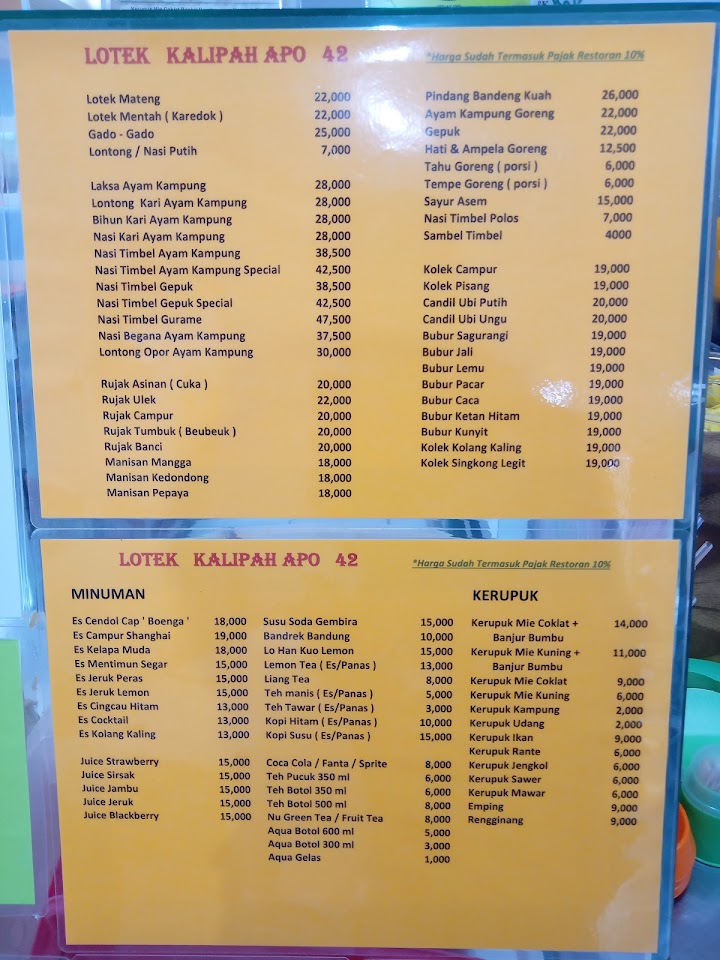 LOTEK KALIPAH APO 42
*Harga Sudah Termasuk Pajak Restoran 10%
Lotek Mateng 22,000
Lotek Mentah ( Karedok ) 22,000
Gado - Gado 25,000
Lontong / Nasi Putih 7,000
Laksa Ayam Kampung 28,000
Lontong Kari Ayam Kampung 28,000
Bihun Kari Ayam Kampung 28,000
Nasi Kari Ayam Kampung 28,000
Nasi Timbel Ayam Kampung 38,500
Nasi Timbel Ayam Kampung Special 42,500
Nasi Timbel Gepuk 38,500
Nasi Timbel Gepuk Special 42,500
Nasi Timbel Gurame 47,500
Nasi Begana Ayam Kampung 37,500
Lontong Opor Ayam Kampung 30,000
Rujak Asinan ( Cuka ) 20,000
Rujak Ulek 22,000
Rujak Campur 20,000
Rujak Tumbuk ( Beubeuk ) 20,000
Rujak Banci 20,000
Manisan Mangga 18,000
Manisan Kedondong 18,000
Manisan Pepaya 18,000
Pindang Bandeng Kuah 26,000
Ayam Kampung Goreng 22,000
Gepuk 22,000
Hati & Ampela Goreng 12,500
Tahu Goreng ( porsi ) 6,000
Tempe Goreng ( porsi ) 6,000
Sayur Asem 15,000
Nasi Timbel Polos 7,000
Sambel Timbel 4000
Kolek Campur 19,000
Kolek Pisang 19,000
Candil Ubi Putih 20,000
Candil Ubi Ungu 20,000
Bubur Sagurangi 19,000
Bubur Jali 19,000
Bubur Lemu 19,000
Bubur Pacar 19,000
Bubur Caca 19,000
Bubur Ketan Hitam 19,000
Bubur Kunyit 19,000
Kolek Kolang Kaling 19,000
Kolek Singkong Legit 19,000
LOTEK KALIPAH APO 42
*Harga Sudah Termasuk Pajak Restoran 10%
MINUMAN
Es Cendol Cap ' Boenga ' 18,000
Es Campur Shanghai 19,000
Es Kelapa Muda 18,000
Es Mentimun Segar 15,000
Es Jeruk Peras 15,000
Es Jeruk Lemon 15,000
Es Cingcau Hitam 13,000
Es Cocktail 13,000
Es Kolang Kaling 13,000
Juice Strawberry 15,000
Juice Sirsak 15,000
Juice Jambu 15,000
Juice Jeruk 15,000
Juice Blackberry 15,000
Susu Soda Gembira 15,000
Bandrek Bandung 10,000
Lo Han Kuo Lemon 15,000
Lemon Tea ( Es/Panas ) 13,000
Liang Tea 8,000
Teh manis ( Es/Panas ) 5,000
Teh Tawar ( Es/Panas ) 3,000
Kopi Hitam ( Es/Panas ) 10,000
Kopi Susu ( Es/Panas ) 15,000
Coca Cola / Fanta / Sprite 8,000
Teh Pucuk 350 ml 6,000
Teh Botol 350 ml 6,000
Teh Botol 500 ml 8,000
Nu Green Tea / Fruit Tea 8,000
Aqua Botol 600 ml 5,000
Aqua Botol 300 ml 3,000
Aqua Gelas 1,000
KERUPUK
Kerupuk Mie Coklat + 14,000
Banjur Bumbu
Kerupuk Mie Kuning + 11,000
Banjur Bumbu
Kerupuk Mie Coklat 9,000
Kerupuk Mie Kuning 6,000
Kerupuk Kampung 2,000
Kerupuk Udang 2,000
Kerupuk Ikan 9,000
Kerupuk Rante 6,000
Kerupuk Jengkol 6,000
Kerupuk Sawer 6,000
Kerupuk Mawar 6,000
Emping 9,000
Rengginang 9,000